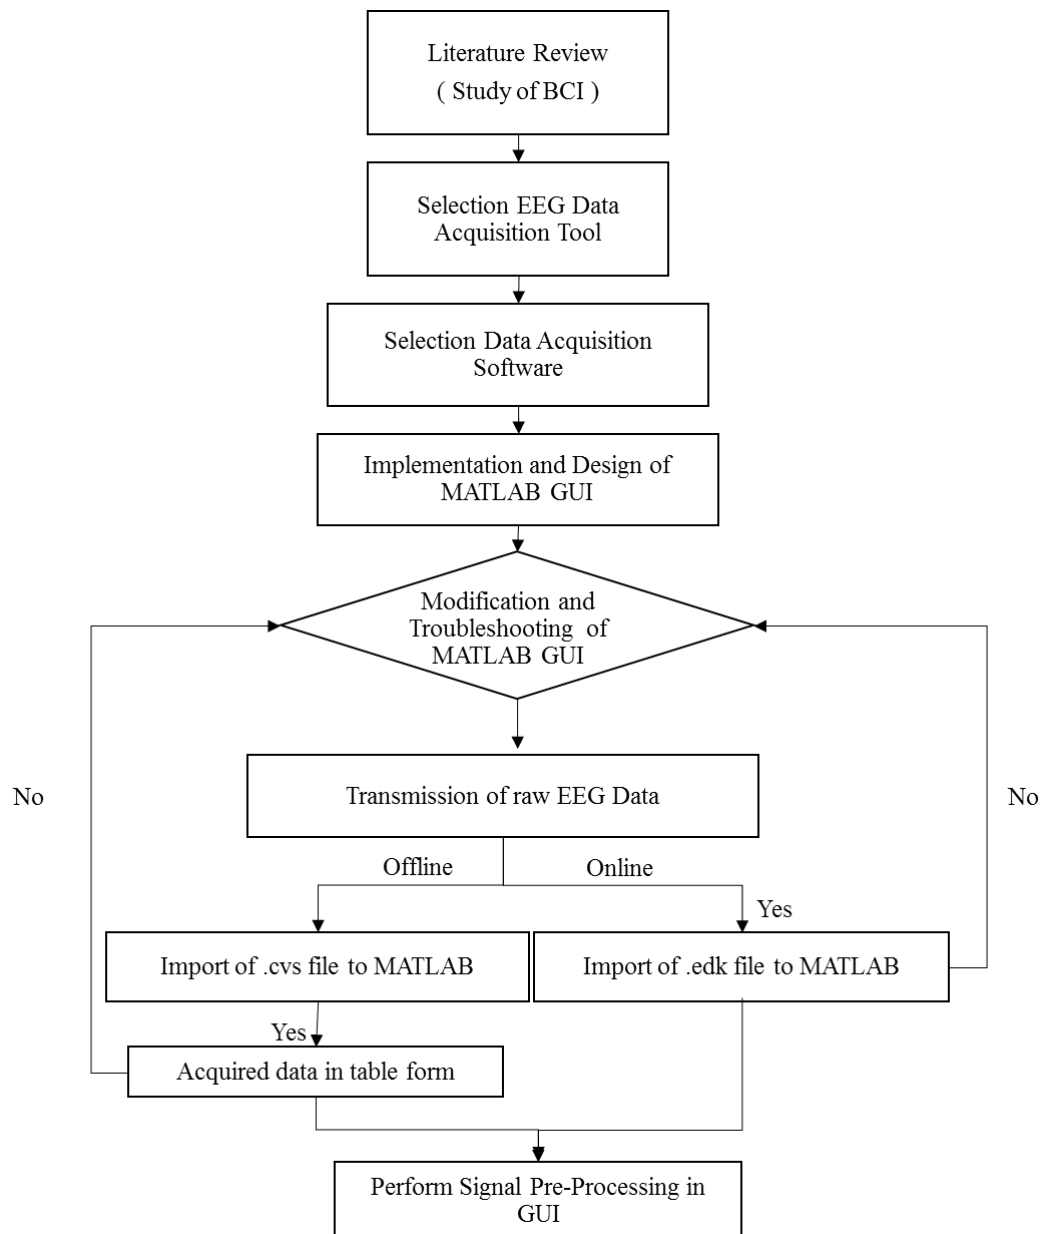 Literature Review
( Study of BCI )
Selection EEG Data
Acquisition Tool
Selection Data Acquisition
Software
Implementation and Design of
MATLAB GUI
Modification and
Troubleshooting of
MATLAB GUI
No
Transmission of raw EEG Data
No
Offline
Online
Yes
Import of .cvs file to MATLAB
Import of .edk file to MATLAB
Yes
Acquired data in table form
Perform Signal Pre-Processing in
GUI